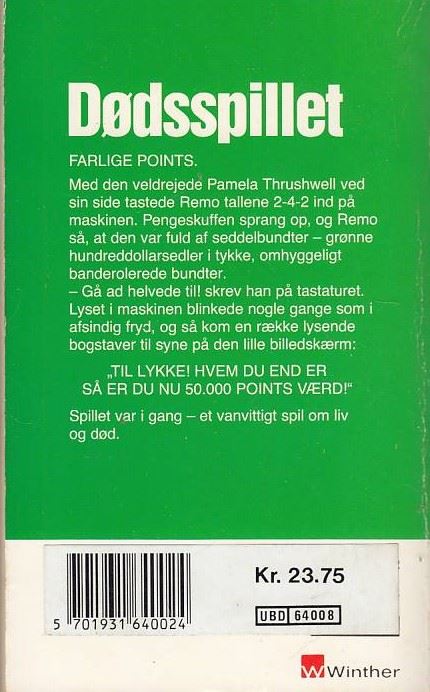 Dødsspillet
FARLIGE POINTS.
Med den veldrejede Pamela Thrushwell ved
sin side tastede Remo tallene 2-4-2 ind på
maskinen. Pengeskuffen sprang op, og Remo
så, at den var fuld af seddelbundter – grønne
hundreddollarsedler i tykke, omhyggeligt
banderolerede bundter.
– Gå ad helvede til! skrev han på tastaturet.
Lyset i maskinen blinkede nogle gange som i
afsindig fryd, og så kom en række lysende
bogstaver til syne på den lille billedskærm:
„TIL LYKKE! HVEM DU END ER
SÅ ER DU NU 50.000 POINTS VÆRD!“
Spillet var i gang – et vanvittigt spil om liv
og død.
Kr. 23.75
UBD 64008
5 701931 640024
W Winther